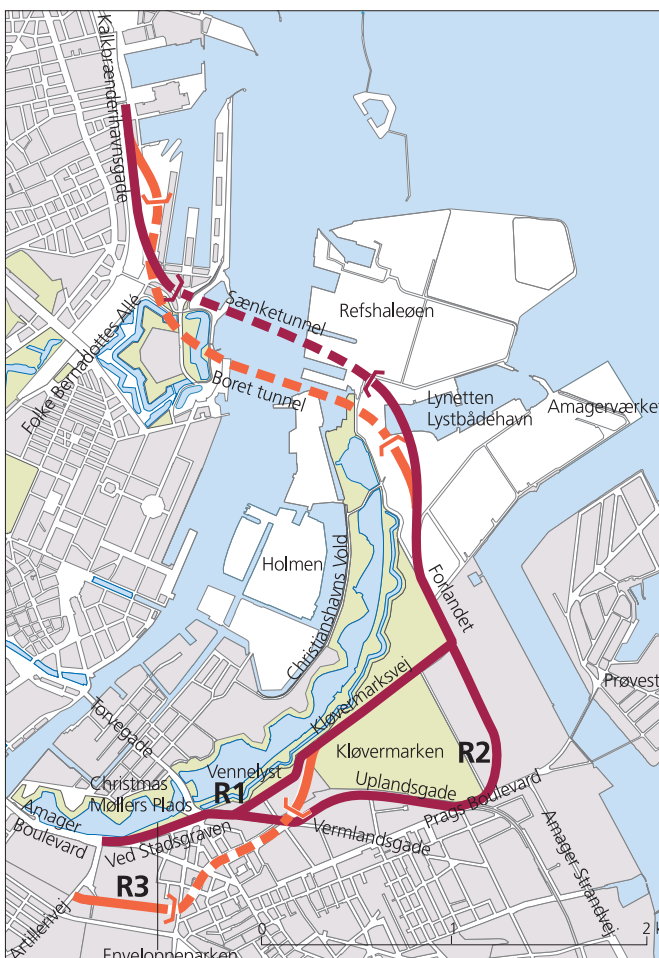 Kalkbrænderihavnsgade
Sænketunnel
Refshaleøen
Folke Bernadottes Allé
Boret tunnel
Lynetten
Lystbådehavn
Amagerværket
Holmen
Christianshavns Vold
Forlandet
Kløvermarksvej
Prøvest
Torvegade
Kløvermarken
R2
Vennelyst
Christmas
Møllers Plads
R1
Uplandsgade
Prags Boulevard
Amager
Boulevard
Ved Stadsgraven
Vermlandsgade
R3
Amager Strandvej
Artillerivej
Enveloppeparken
0
1
2 k